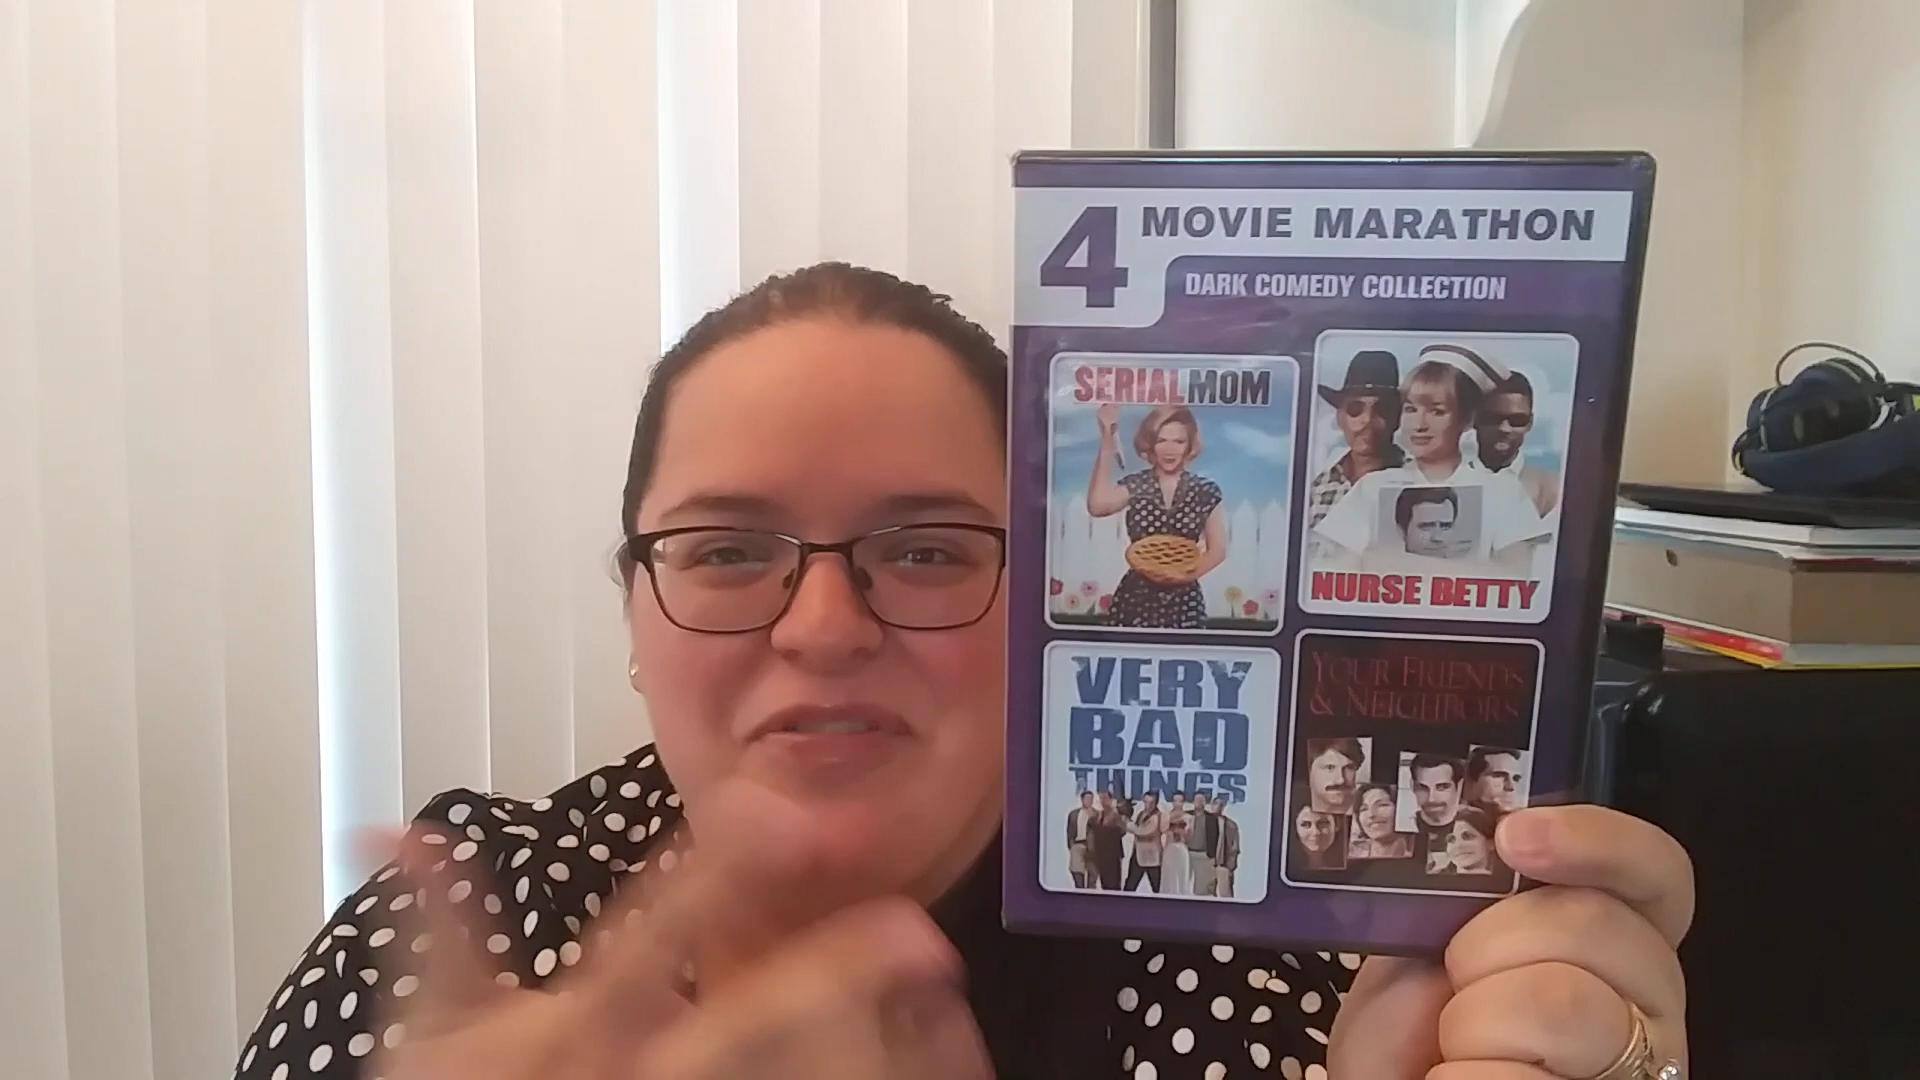 4 MOVIE MARATHON
DARK COMEDY COLLECTION
SERIAL MOM
NURSE BETTY
VERY
BAD
THINGS
YOUR FRIENDS
& NEIGHBORS